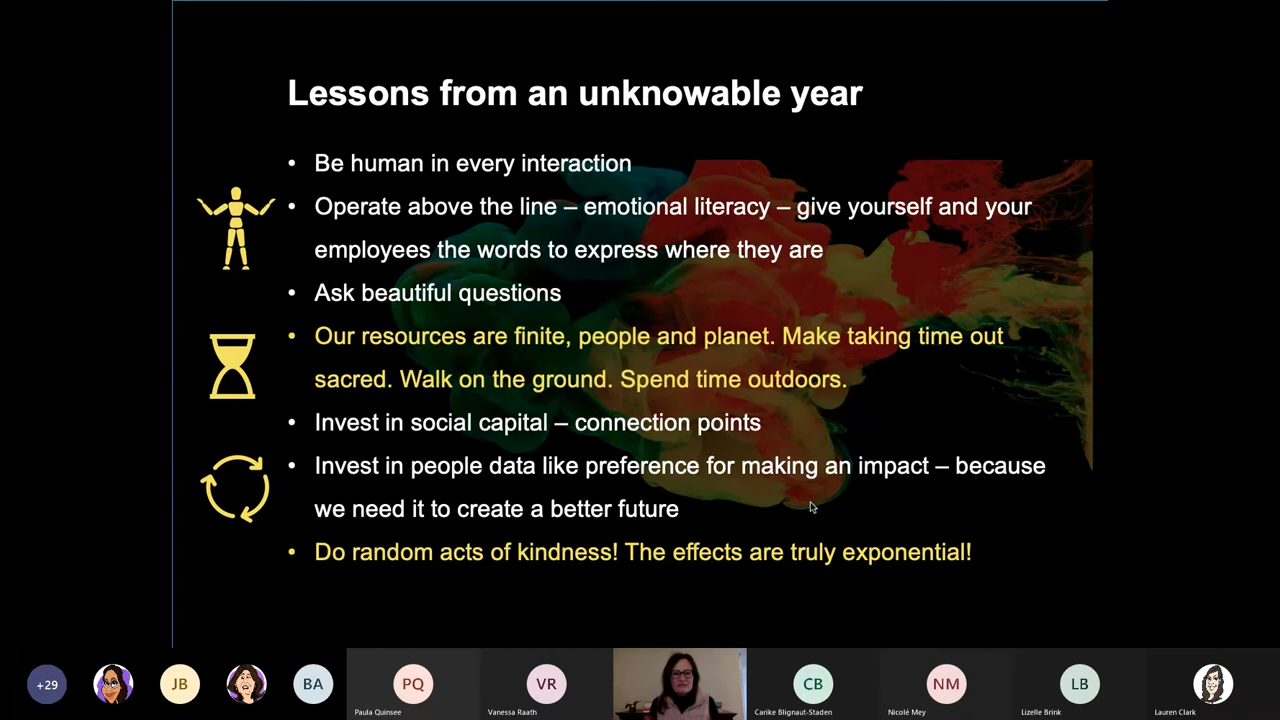 Lessons from an unknowable year
• Be human in every interaction
• Operate above the line – emotional literacy – give yourself and your
employees the words to express where they are
• Ask beautiful questions
• Our resources are finite, people and planet. Make taking time out
sacred. Walk on the ground. Spend time outdoors.
• Invest in social capital – connection points
• Invest in people data like preference for making an impact – because
we need it to create a better future
• Do random acts of kindness! The effects are truly exponential!
+29
JB
BA
PQ
VR
CB
NM
LB
Paula Quinsee
Vanessa Raath
Carike Blignaut-Staden
Nicolé Mey
Lizelle Brink
Lauren Clark